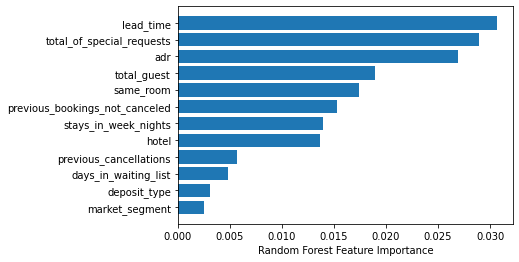 lead_time
total_of_special_requests
adr
total_guest
same_room
previous_bookings_not_canceled
stays_in_week_nights
hotel
previous_cancellations
days_in_waiting_list
deposit_type
market_segment
0.000 0.005 0.010 0.015 0.020 0.025 0.030
Random Forest Feature Importance